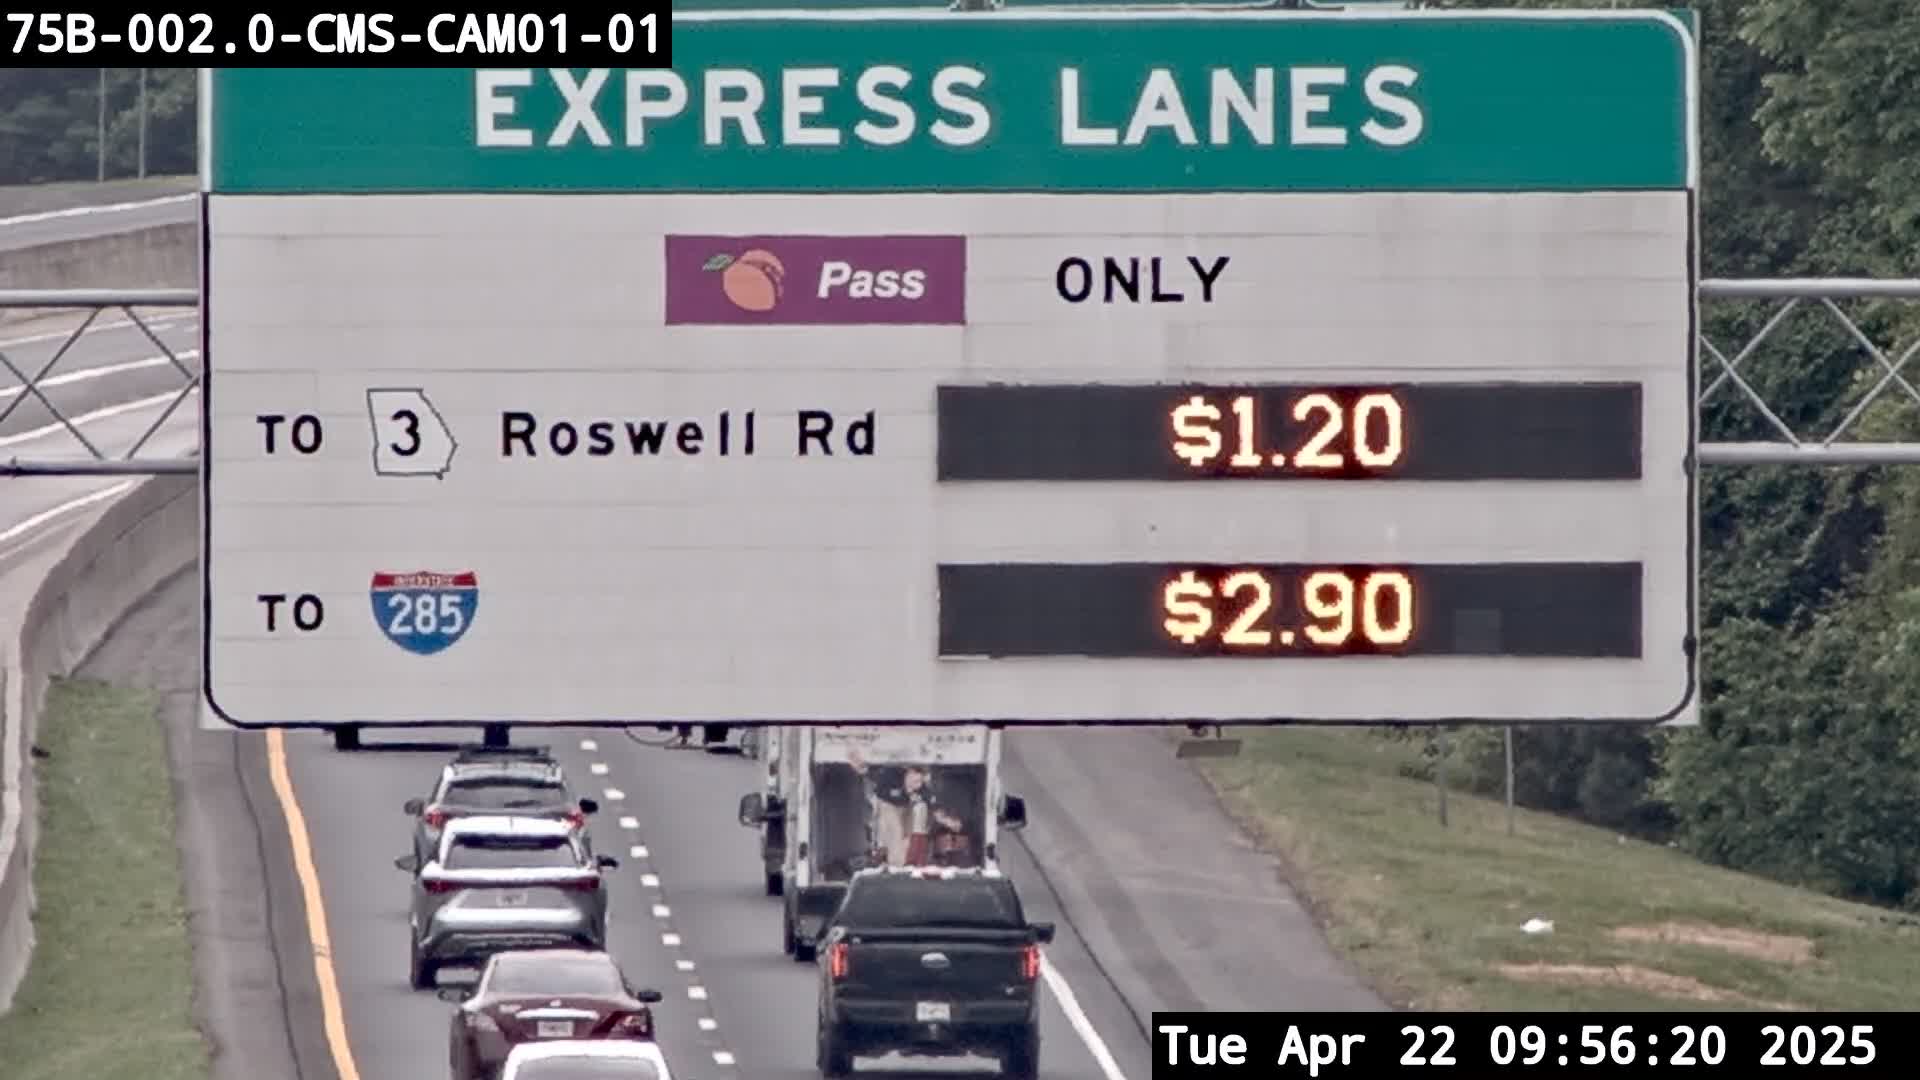 75B-002.0-CMS-CAM01-01
EXPRESS LANES
Pass ONLY
TO 3 Roswell Rd $1.20
INTERSTATE
TO 285 $2.90
Tue Apr 22 09:56:20 2025